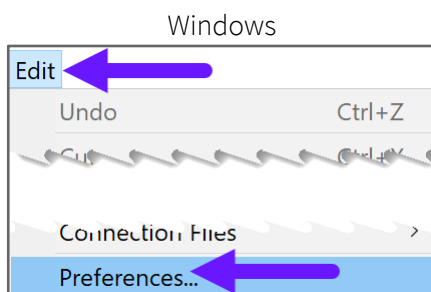 Windows
Edit
Undo Ctrl+Z
Connection Files >
Preferences...